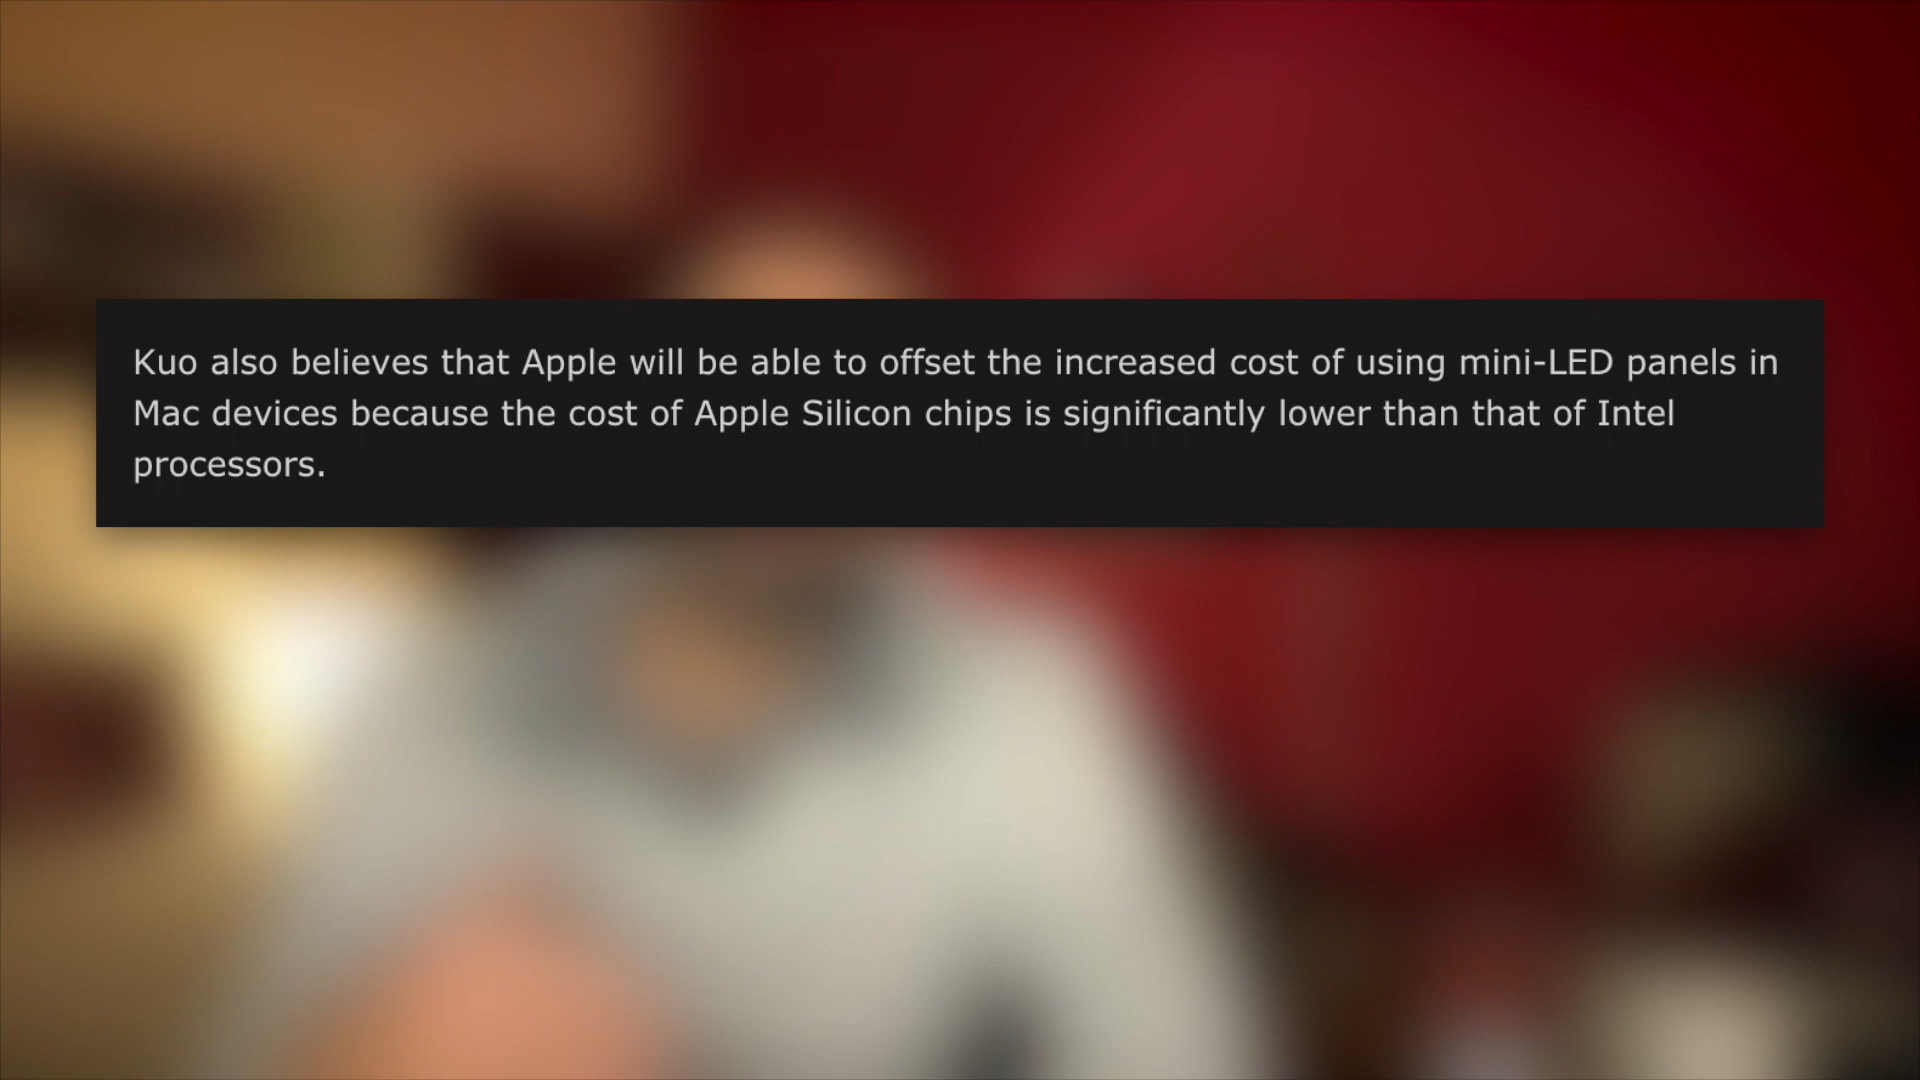 Kuo also believes that Apple will be able to offset the increased cost of using mini-LED panels in
Mac devices because the cost of Apple Silicon chips is significantly lower than that of Intel
processors.